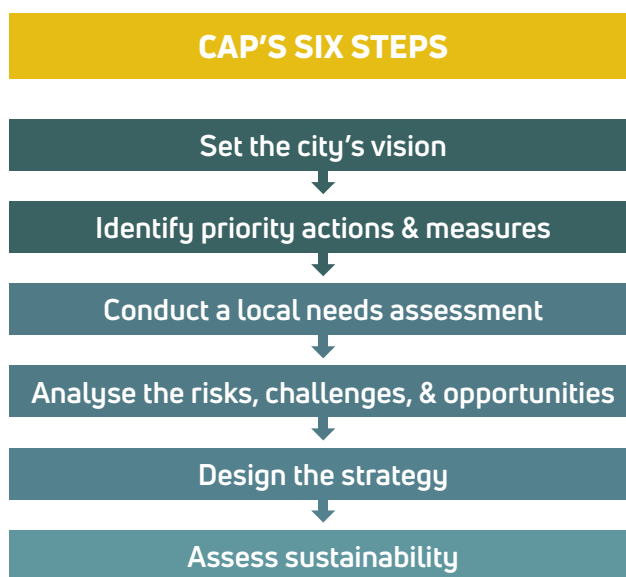 CAP'S SIX STEPS
Set the city's vision
Identify priority actions & measures
Conduct a local needs assessment
Analyse the risks, challenges, & opportunities
Design the strategy
Assess sustainability